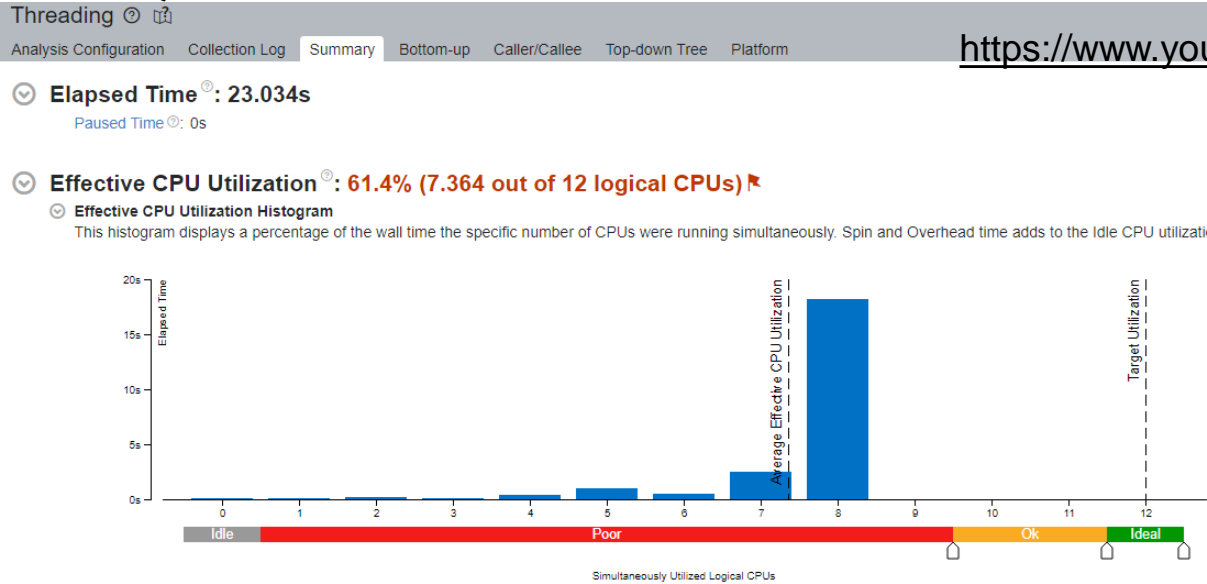 Threading
Analysis Configuration Collection Log Summary Bottom-up Caller/Callee Top-down Tree Platform
https://www.you
Elapsed Time: 23.034s
Paused Time: 0s
Effective CPU Utilization: 61.4% (7.364 out of 12 logical CPUs)
Effective CPU Utilization Histogram
This histogram displays a percentage of the wall time the specific number of CPUs were running simultaneously. Spin and Overhead time adds to the Idle CPU utilizati
20s
15s
10s
5s
0s
Elapsed Time
Average Effective CPU Utilization
Target Utilization
0 1 2 3 4 5 6 7 8 9 10 11 12
Idle Poor Ok Ideal
Simultaneously Utilized Logical CPUs